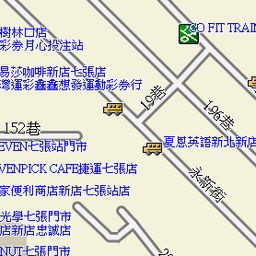 樹林口店
彩券月心投注站
GO FIT TRAIN
易莎咖啡新店七張店
灣運彩鑫鑫想發運動彩券行
19巷
196巷
152巷
EVEN七張站門市
夏恩英語新北新店
VENPICK CAFE捷運七張店
永新街
家便利商店新店七張站店
光學七張門市
店新店忠誠店
NUT七張門市